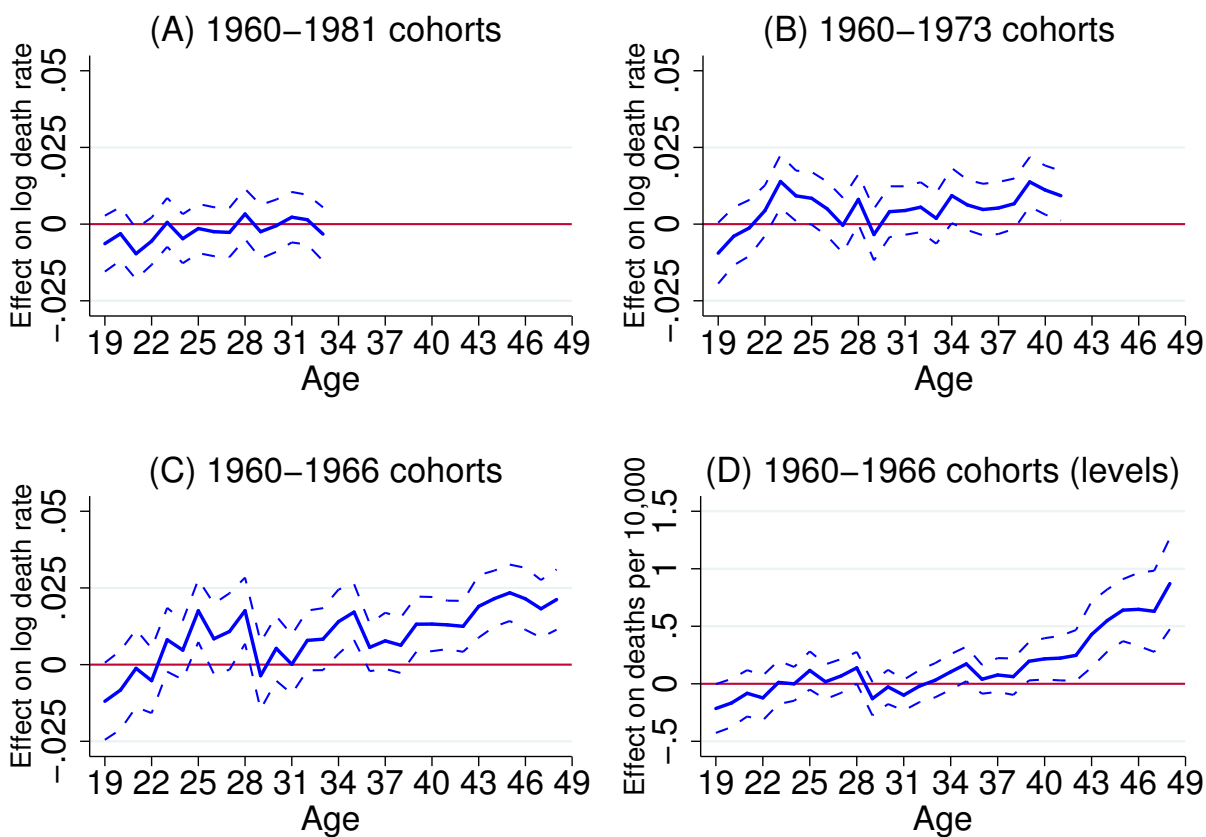 (A) 1960−1981 cohorts
Effect on log death rate
−.025 0 .025 .05
19 22 25 28 31 34 37 40 43 46 49
Age
(B) 1960−1973 cohorts
Effect on log death rate
−.025 0 .025 .05
19 22 25 28 31 34 37 40 43 46 49
Age
(C) 1960−1966 cohorts
Effect on log death rate
−.025 0 .025 .05
19 22 25 28 31 34 37 40 43 46 49
Age
(D) 1960−1966 cohorts (levels)
Effect on deaths per 10,000
−.5 0 .5 1 1.5
19 22 25 28 31 34 37 40 43 46 49
Age